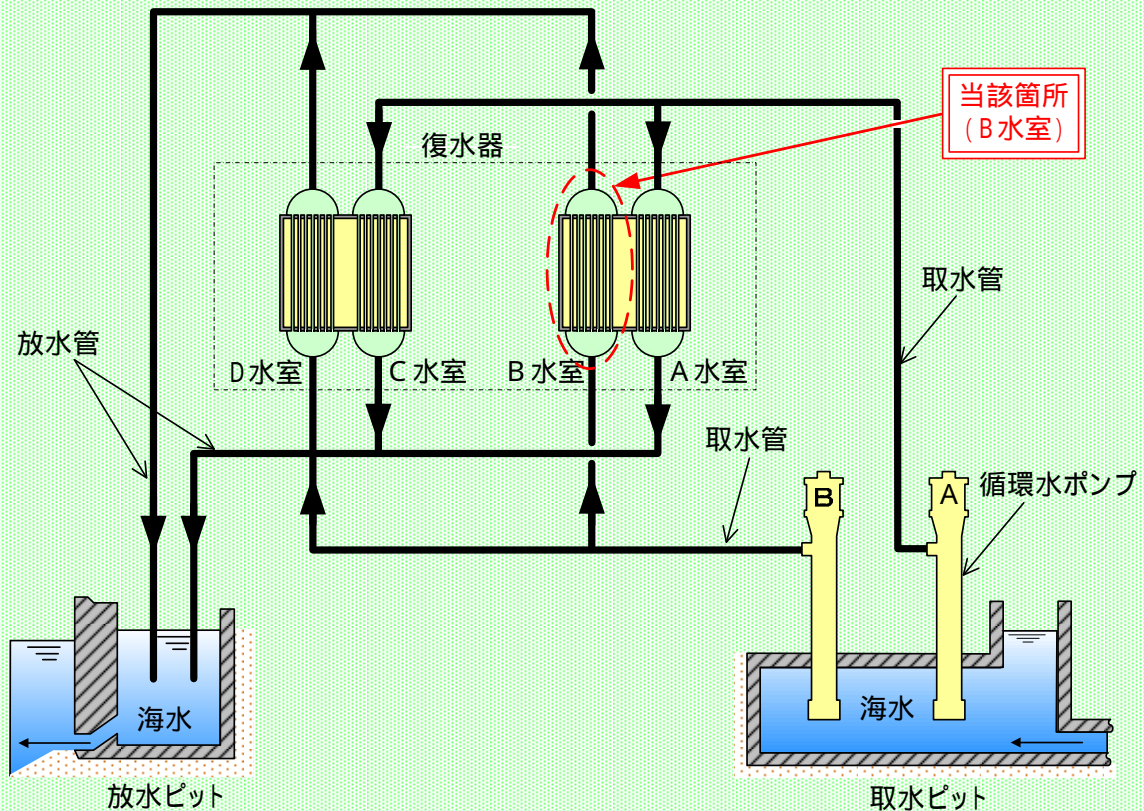 当該箇所
(B水室)
復水器
取水管
放水管
D水室
C水室
B水室
A水室
取水管
B
A
循環水ポンプ
海水
海水
放水ピット
取水ピット